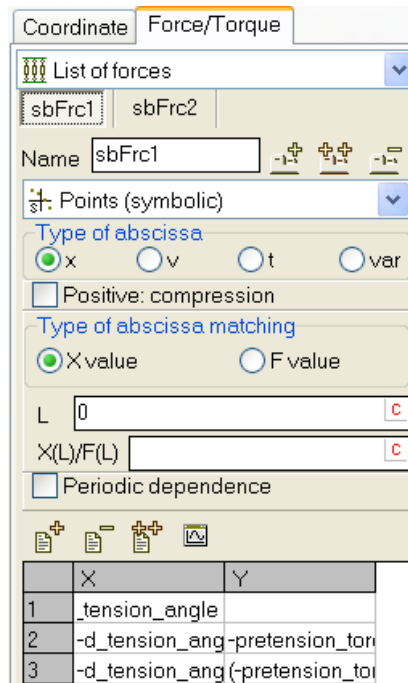 Coordinate Force/Torque
List of forces
sbFrc1 sbFrc2
Name sbFrc1
Points (symbolic)
Type of abscissa
x v t var
Positive: compression
Type of abscissa matching
X value F value
L 0 C
X(L)/F(L) C
Periodic dependence
X Y
1 _tension_angle
2 -d_tension_ang -pretension_tor
3 -d_tension_ang (-pretension_tor